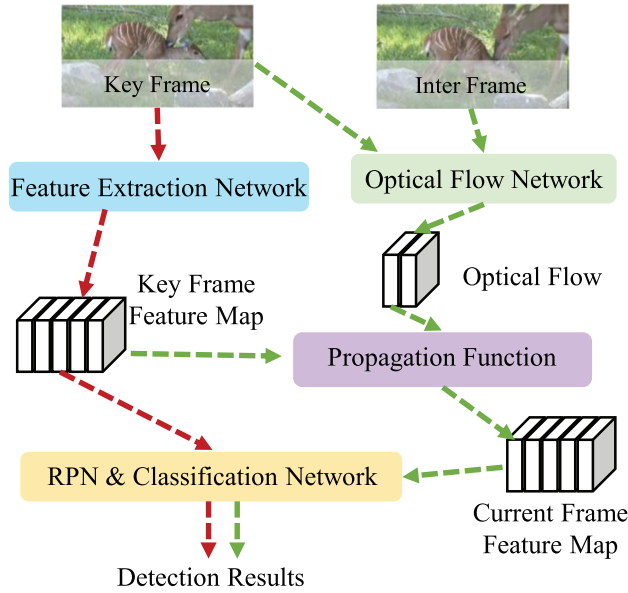 Key Frame
Inter Frame
Feature Extraction Network
Optical Flow Network
Key Frame
Feature Map
Optical Flow
Propagation Function
RPN & Classification Network
Current Frame
Feature Map
Detection Results